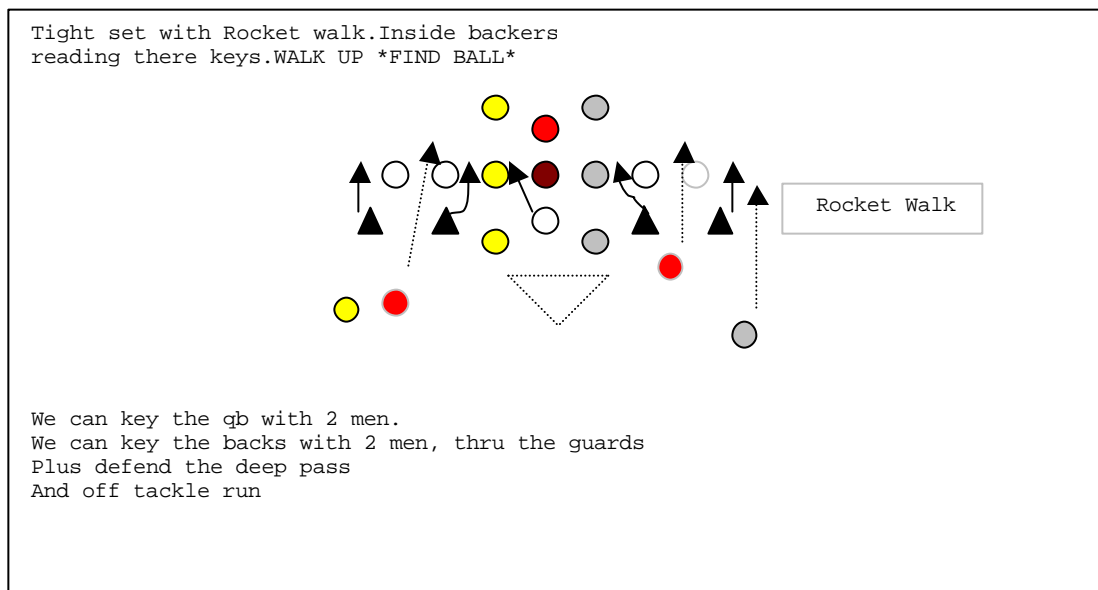 Tight set with Rocket walk.Inside backers
reading there keys.WALK UP *FIND BALL*
Rocket Walk
We can key the qb with 2 men.
We can key the backs with 2 men, thru the guards
Plus defend the deep pass
And off tackle run